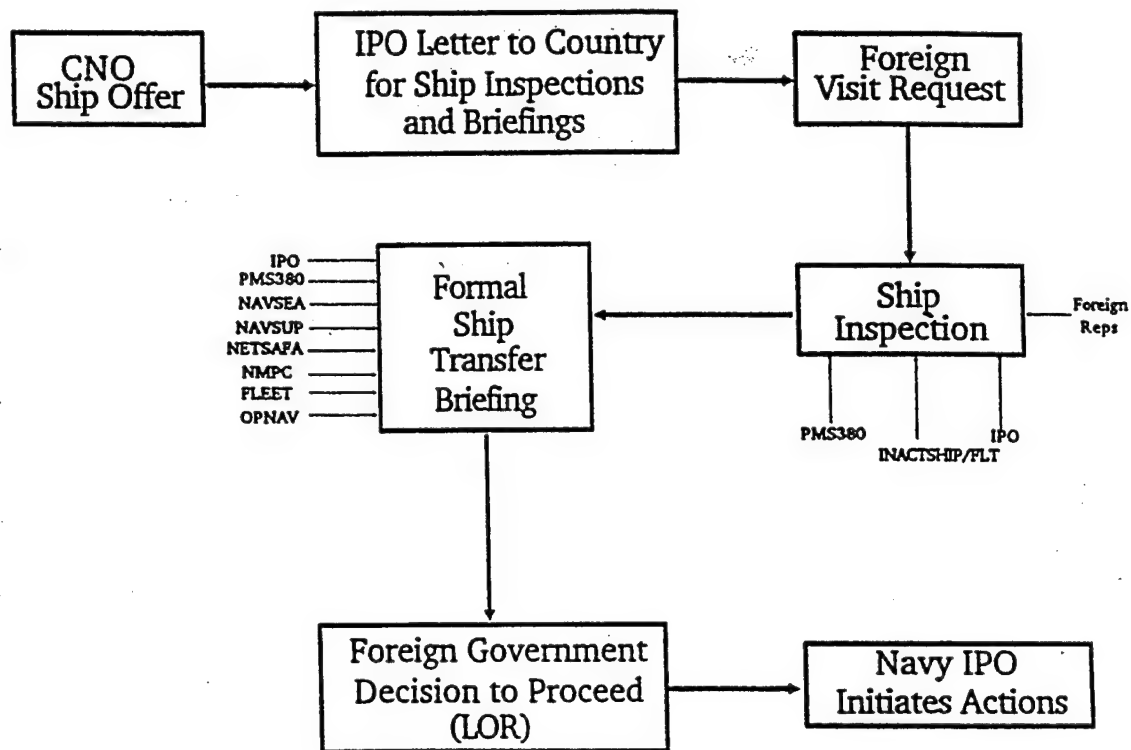 CNO
Ship Offer
IPO Letter to Country
for Ship Inspections
and Briefings
Foreign
Visit Request
Ship
Inspection
Foreign
Reps
PMS380
INACTSHIP/FLT
IPO
Formal
Ship
Transfer
Briefing
IPO
PMS380
NAVSEA
NAVSUP
NETSAFA
NMPC
FLEET
OPNAV
Foreign Government
Decision to Proceed
(LOR)
Navy IPO
Initiates Actions